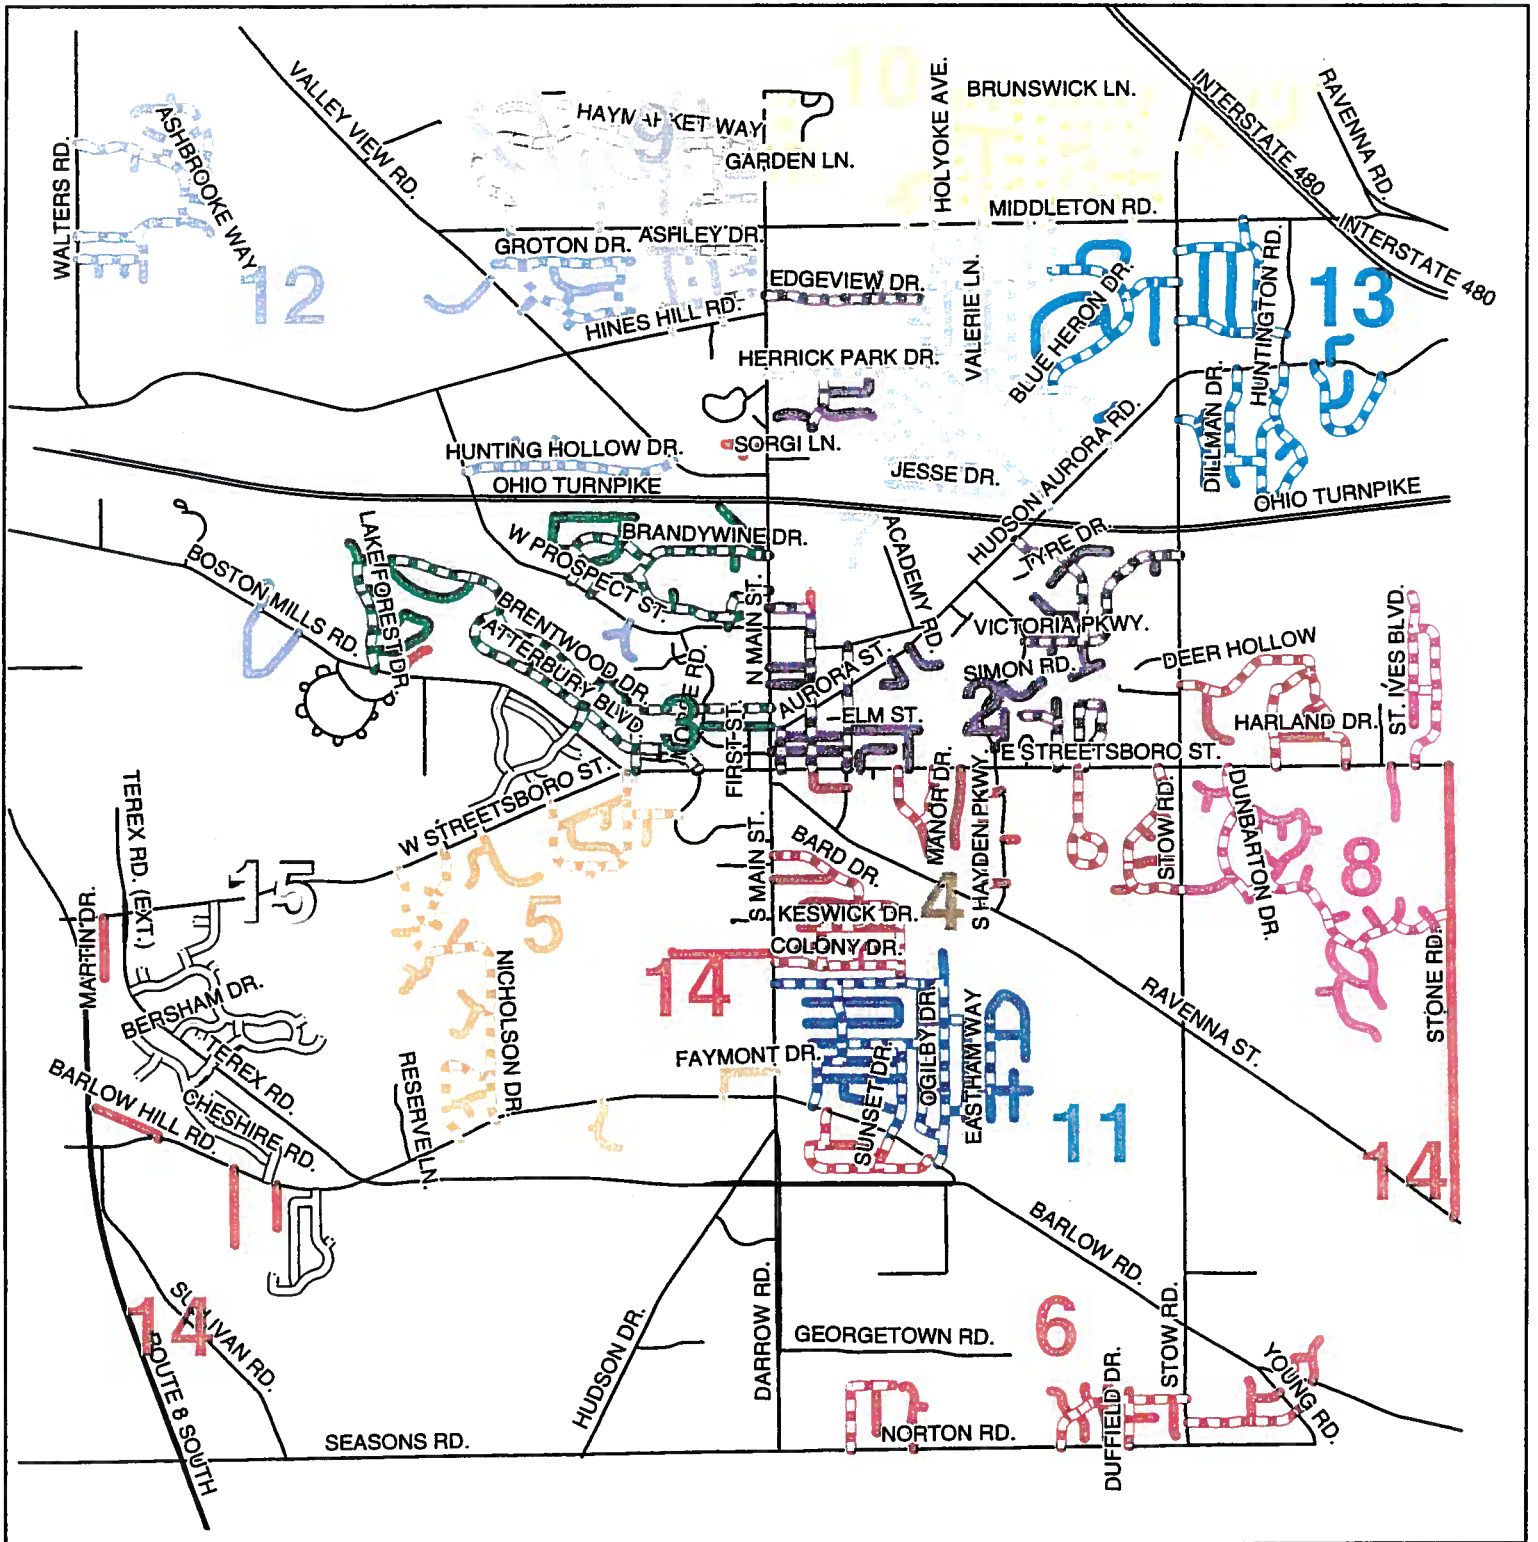 10
HOLYOKE AVE.
BRUNSWICK LN.
INTERSTATE 480
RAVENNA RD.
VALLEY VIEW RD.
HAYMARKET WAY
9
GARDEN LN.
ASHBROOKE WAY
WALTERS RD.
MIDDLETON RD.
INTERSTATE 480
GROTON DR.
ASHLEY DR.
12
EDGEVIEW DR.
VALERIE LN.
BLUE HERON DR.
HUNTINGTON RD.
13
HINES HILL RD.
HERRICK PARK DR.
DILLMAN DR.
HUDSON AURORA RD.
HUNTING HOLLOW DR.
SORGI LN.
JESSE DR.
OHIO TURNPIKE
OHIO TURNPIKE
7
LAKE FOREST DR.
W PROSPECT ST.
BRANDYWINE DR.
ACADEMY RD.
TYRE DR.
BOSTON MILLS RD.
BRENTWOOD DR.
ATTERBURY BLVD.
N MAIN ST.
VICTORIA PKWY.
DEER HOLLOW
ST. IVES BLVD.
AURORA ST.
SIMON RD.
3
2
ELM ST.
HARLAND DR.
FIRST ST.
E STREETSBORO ST.
W STREETSBORO ST.
TEREX RD. (EXT.)
MANOR DR.
S HAYDEN PKWY.
STOW RD.
DUNBARTON DR.
8
S MAIN ST.
BARD DR.
15
5
4
KESWICK DR.
COLONY DR.
MARTIN DR.
14
NICHOLSON DR.
STONE RD.
BERSHAM DR.
RAVENNA ST.
FAYMONT DR.
OGILBY DR.
EASTHAM WAY
SUNSET DR.
TEREX RD.
BARLOW HILL RD.
CHESHIRE RD.
RESERVE LN.
11
14
BARLOW RD.
SULLIVAN RD.
14
ROUTE 8 SOUTH
HUDSON DR.
DARROW RD.
GEORGETOWN RD.
6
STOW RD.
YOUNG RD.
DUFFIELD DR.
SEASONS RD.
NORTON RD.